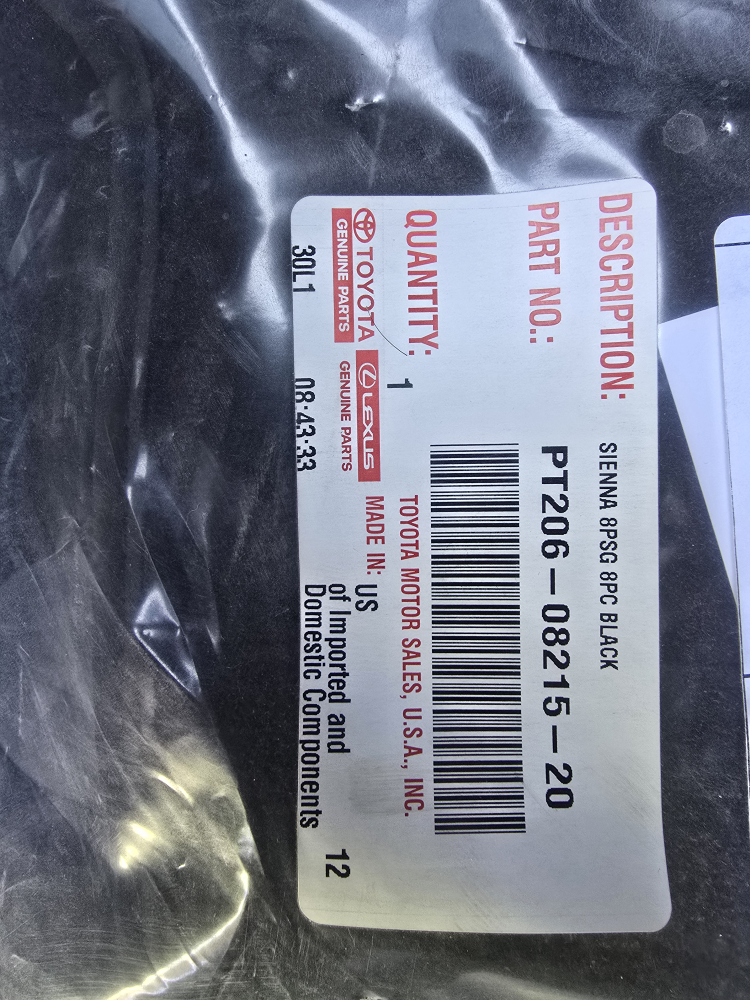 DESCRIPTION: SIENNA 8PSG 8PC BLACK
PART NO.: PT206-08215-20
QUANTITY: 1
TOYOTA MOTOR SALES, U.S.A., INC.
TOYOTA
GENUINE PARTS
LEXUS
GENUINE PARTS
MADE IN: US
of Imported and
Domestic Components
30L1 08:43:33 12